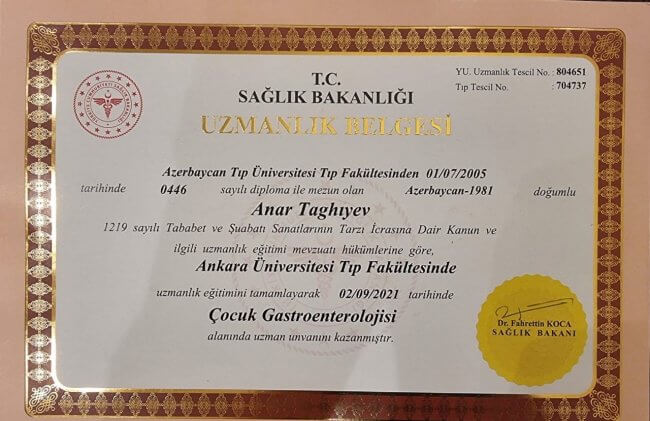 YU. Uzmanlık Tescil No. : 804651
Tıp Tescil No. : 704737
T.C.
SAĞLIK BAKANLIĞI
UZMANLIK BELGESİ
Azerbaycan Tıp Üniversitesi Tıp Fakültesinden 01/07/2005
tarihinde 0446 sayılı diploma ile mezun olan Azerbaycan-1981 doğumlu
Anar Taghıyev
1219 sayılı Tababet ve Şuabatı Sanatlarının Tarzı İcrasına Dair Kanun ve
ilgili uzmanlık eğitimi mevzuatı hükümlerine göre,
Ankara Üniversitesi Tıp Fakültesinde
uzmanlık eğitimini tamamlayarak 02/09/2021 tarihinde
Çocuk Gastroenterolojisi
alanında uzman unvanını kazanmıştır.
Dr. Fahrettin KOCA
SAĞLIK BAKANI